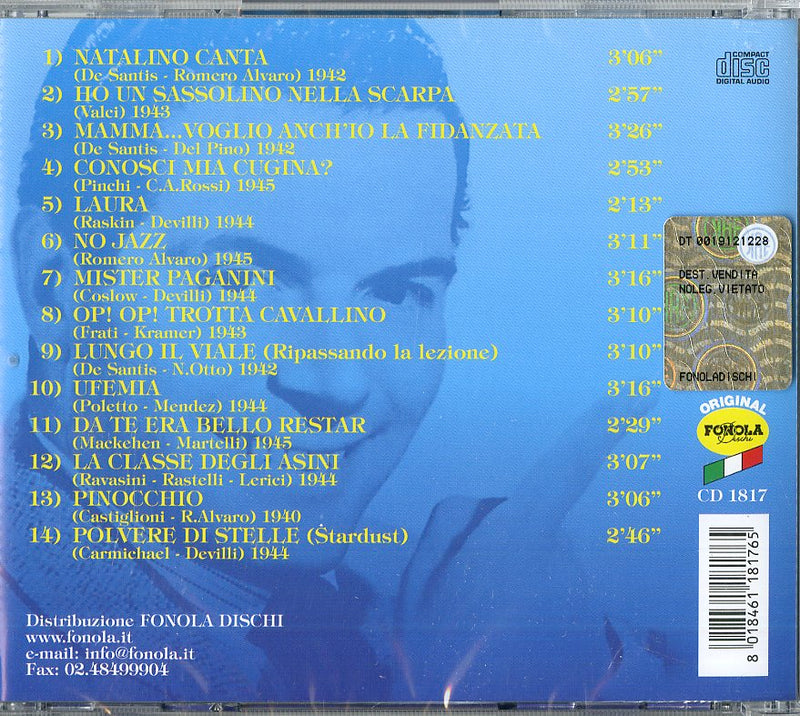 1) NATALINO CANTA 3'06"
(De Santis - Romero Alvaro) 1942
2) HO UN SASSOLINO NELLA SCARPA 2'57"
(Valci) 1943
3) MAMMA...VOGLIO ANCH'IO LA FIDANZATA 3'26"
(De Santis - Del Pino) 1942
4) CONOSCI MIA CUGINA? 2'53"
(Pinchi - C.A.Rossi) 1945
5) LAURA 2'13"
(Raskin - Devilli) 1944
6) NO JAZZ 3'11"
(Romero Alvaro) 1945
7) MISTER PAGANINI 3'16"
(Coslow - Devilli) 1944
8) OP! OP! TROTTA CAVALLINO 3'10"
(Frati - Kramer) 1943
9) LUNGO IL VIALE (Ripassando la lezione) 3'10"
(De Santis - N.Otto) 1942
10) UFEMIA 3'16"
(Poletto - Mendez) 1944
11) DA TE ERA BELLO RESTAR 2'29"
(Mackehen - Martelli) 1945
12) LA CLASSE DEGLI ASINI 3'07"
(Ravasini - Rastelli - Lerici) 1944
13) PINOCCHIO 3'06"
(Castiglioni - R.Alvaro) 1940
14) POLVERE DI STELLE (Stardust) 2'46"
(Carmichael - Devilli) 1944
Distribuzione FONOLA DISCHI
www.fonola.it
e-mail: info@fonola.it
Fax: 02.48499904
COMPACT
disc
DIGITAL AUDIO
DT 0019121228
DEST.VENDITA
NOLEG.VIETATO
FONOLADISCHI
ORIGINAL
FONOLA
Dischi
CD 1817
8 018461 181765